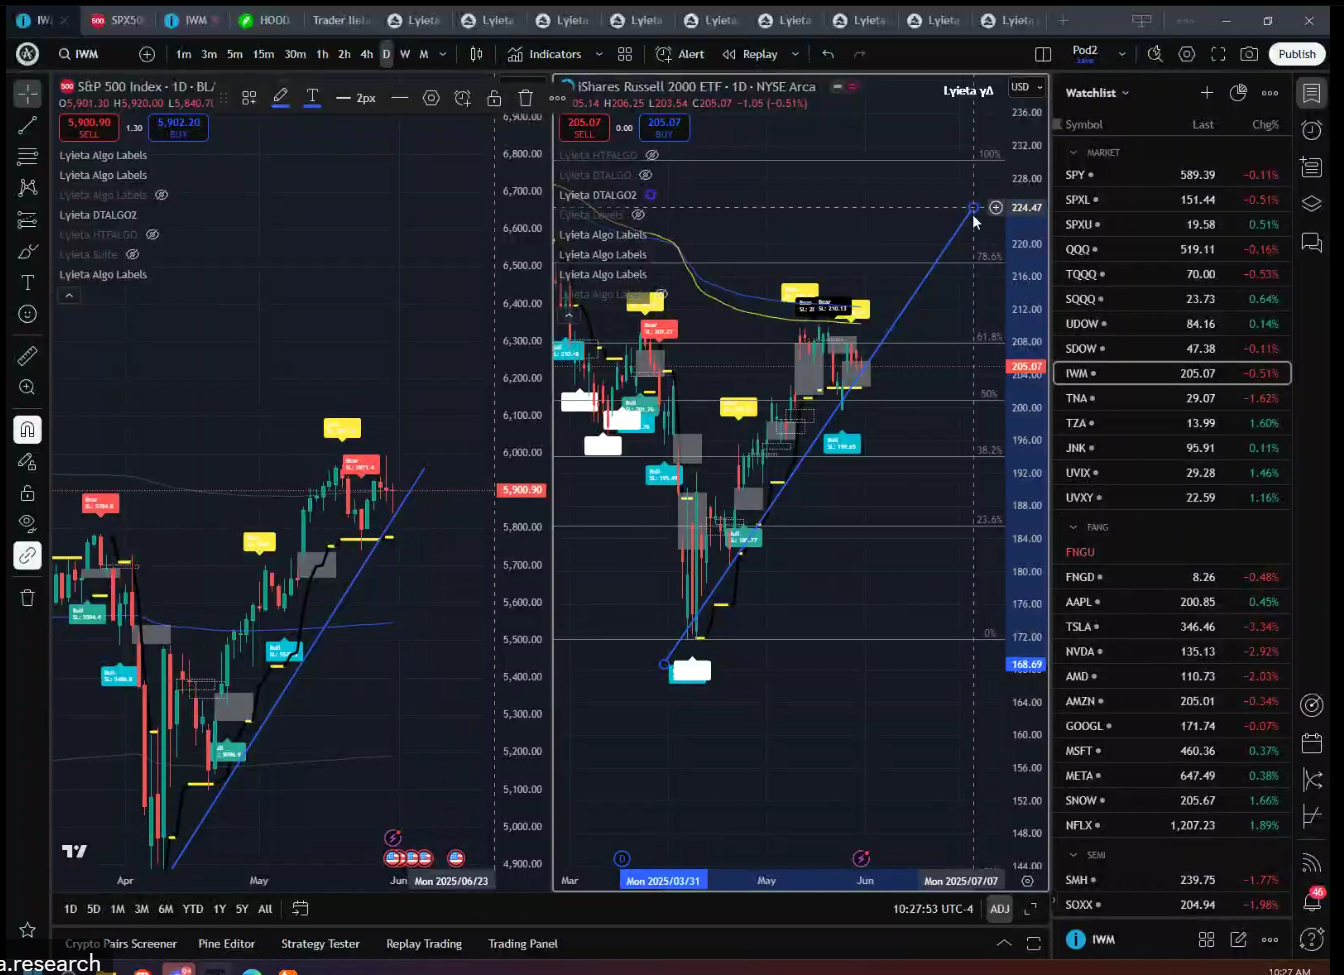 IW
SPX50
IWM
HOOD
Trader lieta
Lyieta
Lyieta
Lyieta
Lyieta
Lyieta
Lyieta
Lyieta
Lyieta
Lyieta
IWM
1m 3m 5m 15m 30m 1h 2h 4h D W M
Indicators
Alert
Replay
Pod2
Save
Publish
S&P 500 Index · 1D · BL/
O5,901.30 H5,920.00 L5,840.70
2px
5,900.90
SELL
1.30
5,902.20
BUY
Lyieta Algo Labels
Lyieta Algo Labels
Lyieta Algo Labels
Lyieta DTALGO2
Lyieta HTFALGO
Lyieta Suite
Lyieta Algo Labels
6,900.00
6,800.00
6,700.00
6,600.00
6,500.00
6,400.00
6,300.00
6,200.00
6,100.00
6,000.00
5,900.90
5,800.00
5,700.00
5,600.00
5,500.00
5,400.00
5,300.00
5,200.00
5,100.00
5,000.00
4,900.00
Apr
May
Jun
Mon 2025/06/23
iShares Russell 2000 ETF · 1D · NYSE Arca
05.14 H206.25 L203.54 C205.07 −1.05 (−0.51%)
205.07
SELL
0.00
205.07
BUY
Lyieta HTFALGO
Lyieta DTALGO
Lyieta DTALGO2
Lyieta Levels
Lyieta Algo Labels
Lyieta Algo Labels
Lyieta Algo Labels
Lyieta Algo Labels
USD
100%
78.6%
61.8%
50%
38.2%
23.6%
0%
236.00
232.00
228.00
224.47
220.00
216.00
212.00
208.00
205.07
204.00
200.00
196.00
192.00
188.00
184.00
180.00
176.00
172.00
168.69
164.00
160.00
156.00
152.00
148.00
144.00
Mar
Mon 2025/03/31
May
Jun
Mon 2025/07/07
1D 5D 1M 3M 6M YTD 1Y 5Y All
10:27:53 UTC-4
ADJ
Crypto Pairs Screener
Pine Editor
Strategy Tester
Replay Trading
Trading Panel
Watchlist
Symbol Last Chg%
MARKET
SPY 589.39 −0.11%
SPXL 151.44 −0.51%
SPXU 19.58 0.51%
QQQ 519.11 −0.16%
TQQQ 70.00 −0.53%
SQQQ 23.73 0.64%
UDOW 84.16 0.14%
SDOW 47.38 −0.11%
IWM 205.07 −0.51%
TNA 29.07 −1.62%
TZA 13.99 1.60%
JNK 95.91 0.11%
UVIX 29.28 1.46%
UVXY 22.59 1.16%
FANG
FNGU
FNGD 8.26 −0.48%
AAPL 200.85 0.45%
TSLA 346.46 −3.34%
NVDA 135.13 −2.92%
AMD 110.73 −2.03%
AMZN 205.01 −0.34%
GOOGL 171.74 −0.07%
MSFT 460.36 0.37%
META 647.49 0.38%
SNOW 205.67 1.66%
NFLX 1,207.23 1.89%
SEMI
SMH 239.75 −1.77%
SOXX 204.94 −1.98%
46
IWM
a.research
10:27 AM